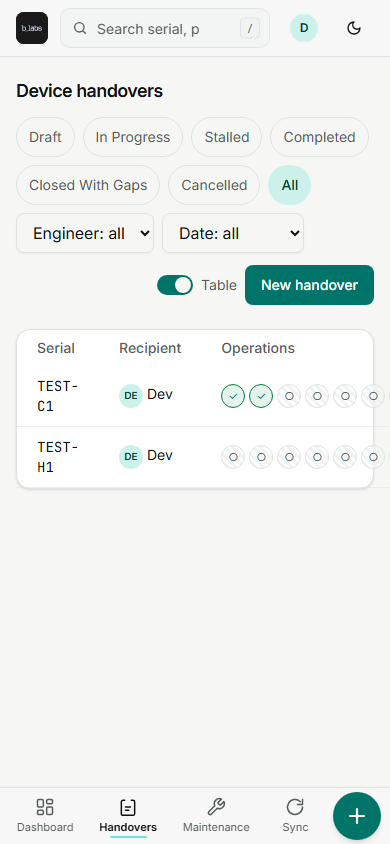 b_labs
Search serial, p
/
D
Device handovers
Draft
In Progress
Stalled
Completed
Closed With Gaps
Cancelled
All
Engineer: all
Date: all
Table
New handover
Serial Recipient Operations
TEST-
C1
DE Dev
TEST-
H1
DE Dev
Dashboard
Handovers
Maintenance
Sync